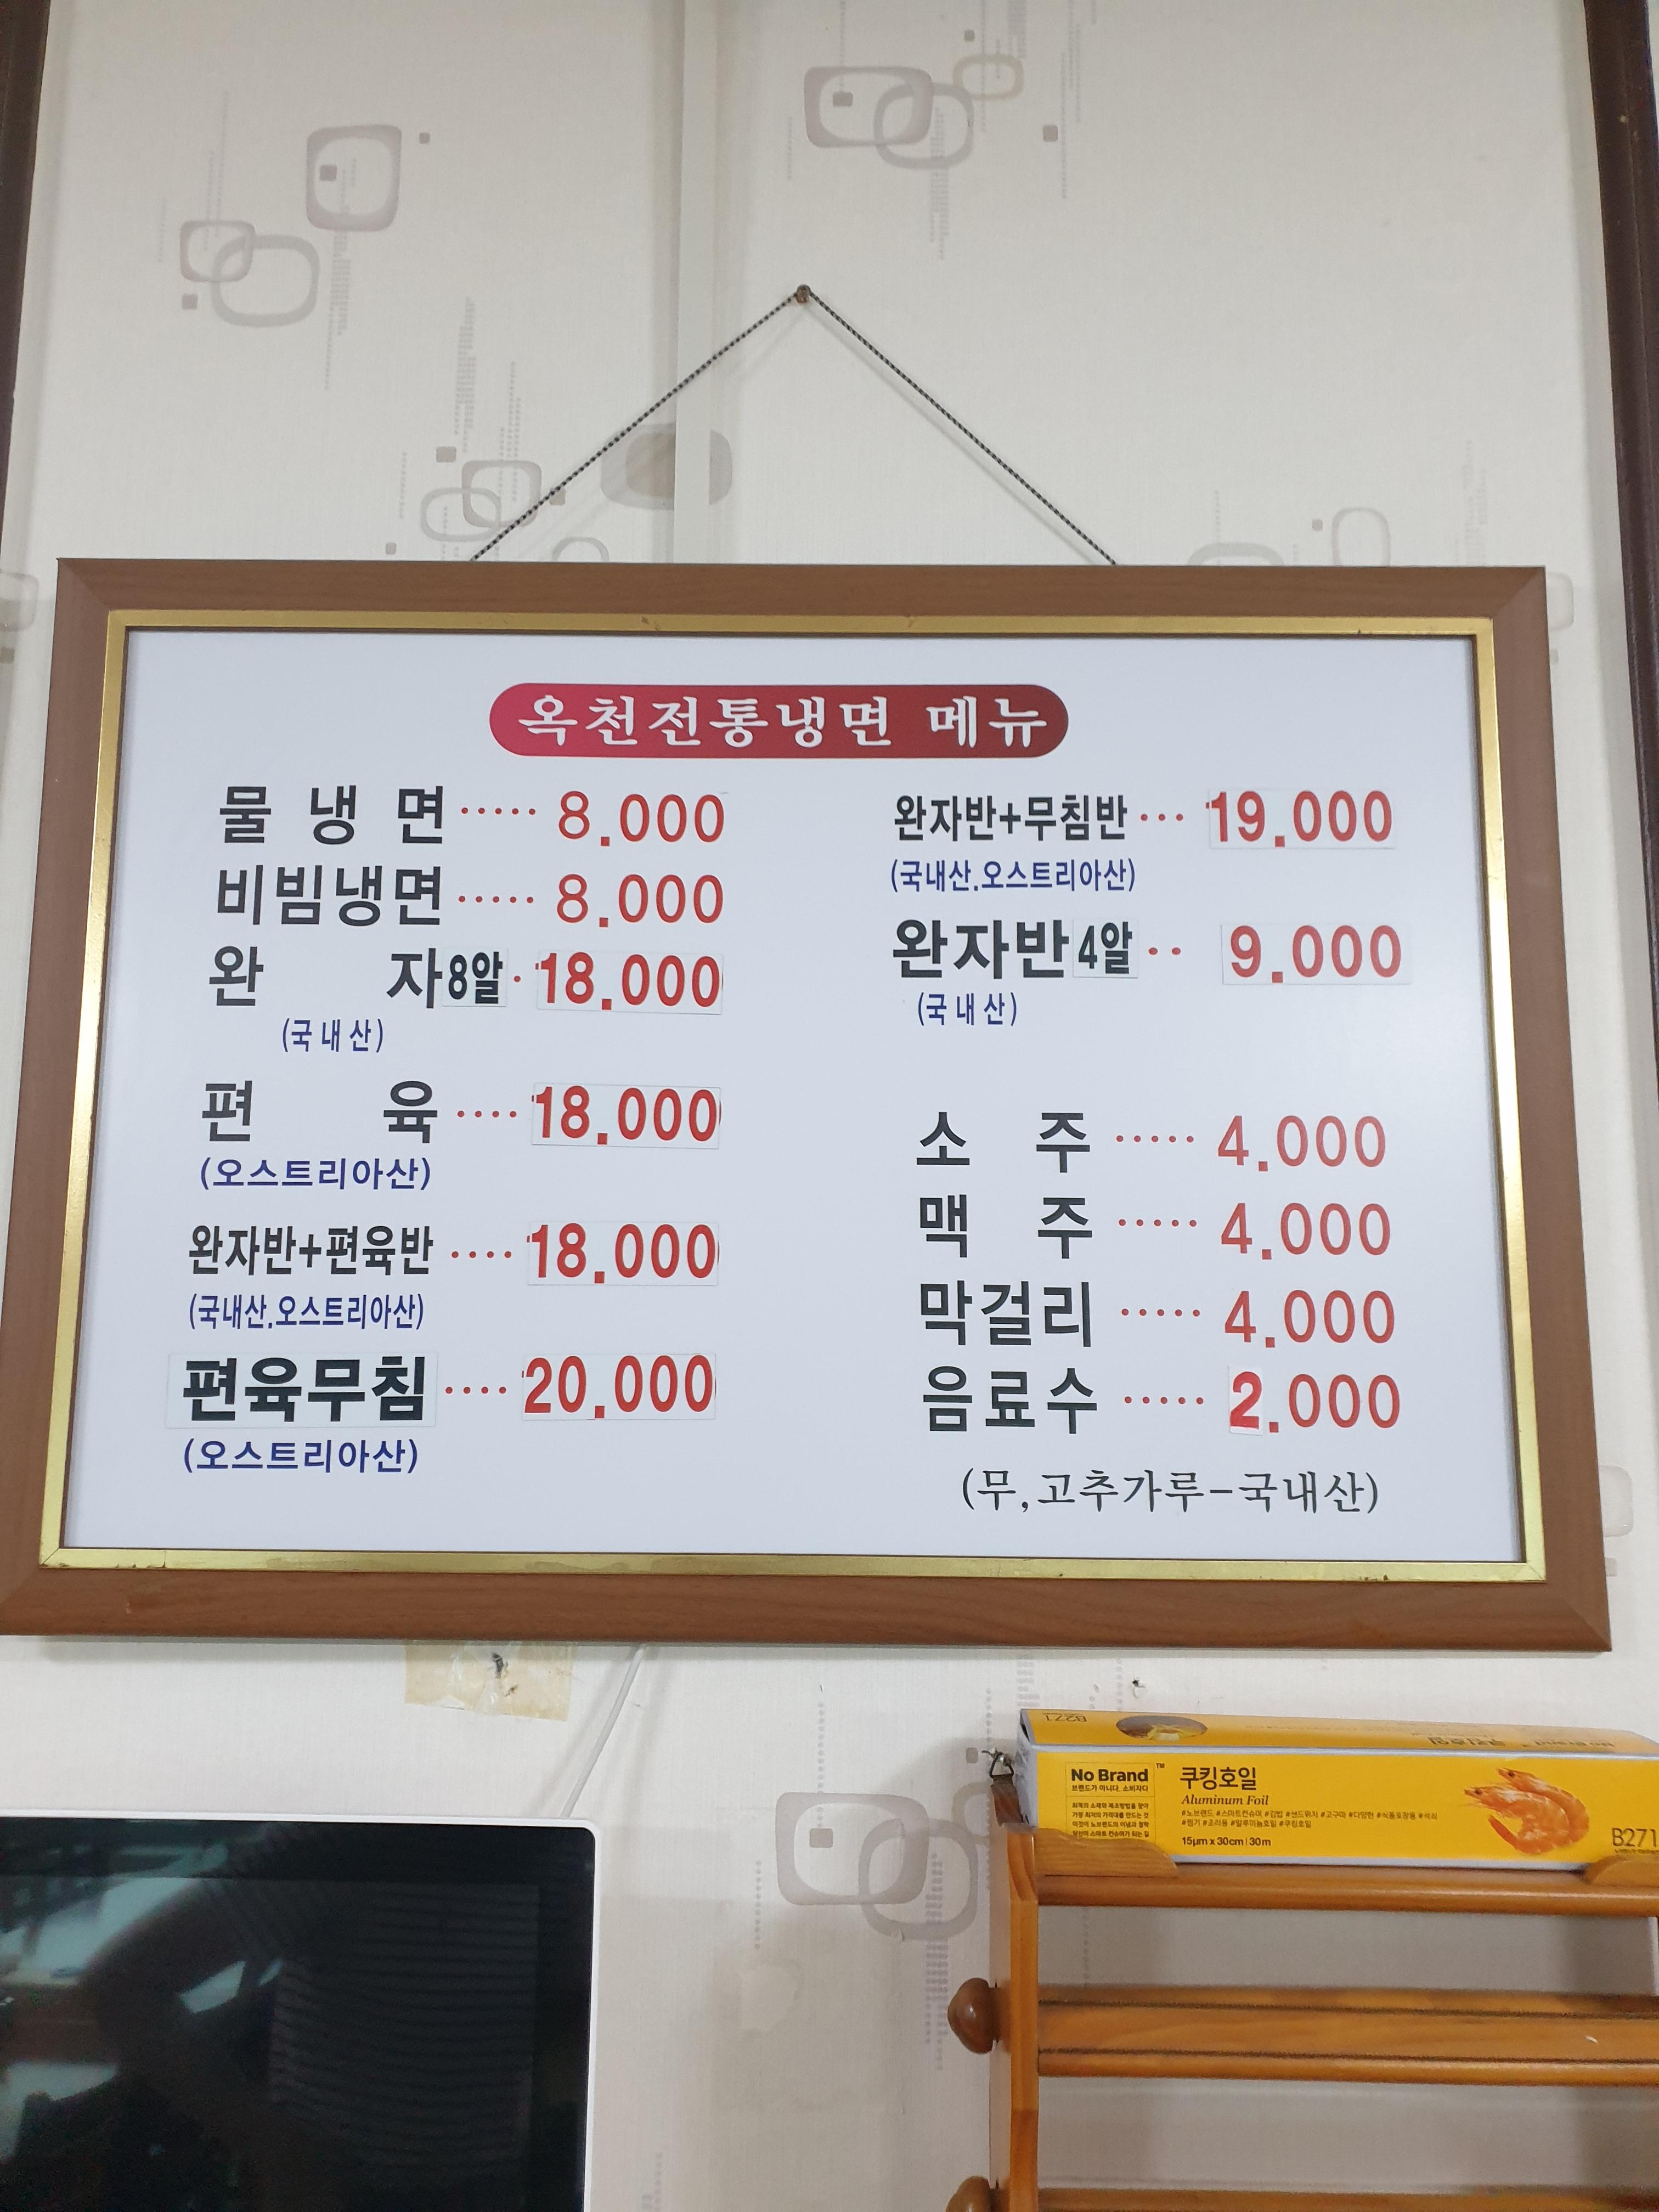 옥천전통냉면 메뉴
물 냉 면 ····· 8.000
비빔냉면 ····· 8.000
완 자 8알 · 18.000
(국내산)
편 육 ···· 18.000
(오스트리아산)
완자반+편육반 ···· 18.000
(국내산.오스트리아산)
편육무침 ···· 20.000
(오스트리아산)
완자반+무침반 ··· 19.000
(국내산.오스트리아산)
완자반 4알 ·· 9.000
(국내산)
소 주 ····· 4.000
맥 주 ····· 4.000
막걸리 ····· 4.000
음료수 ····· 2.000
(무,고추가루-국내산)
B271
No Brand™
브랜드가 아니다. 소비자다
쿠킹호일
Aluminum Foil
15μm x 30cm | 30m
B271